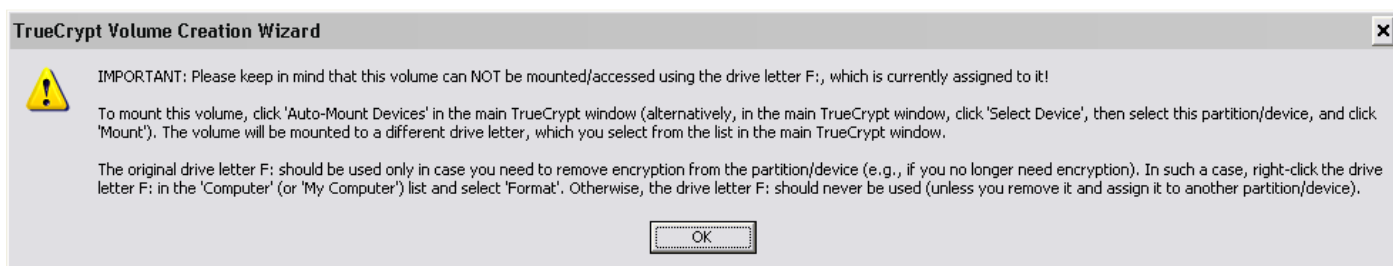 TrueCrypt Volume Creation Wizard
IMPORTANT: Please keep in mind that this volume can NOT be mounted/accessed using the drive letter F:, which is currently assigned to it!
To mount this volume, click 'Auto-Mount Devices' in the main TrueCrypt window (alternatively, in the main TrueCrypt window, click 'Select Device', then select this partition/device, and click
'Mount'). The volume will be mounted to a different drive letter, which you select from the list in the main TrueCrypt window.
The original drive letter F: should be used only in case you need to remove encryption from the partition/device (e.g., if you no longer need encryption). In such a case, right-click the drive
letter F: in the 'Computer' (or 'My Computer') list and select 'Format'. Otherwise, the drive letter F: should never be used (unless you remove it and assign it to another partition/device).
OK